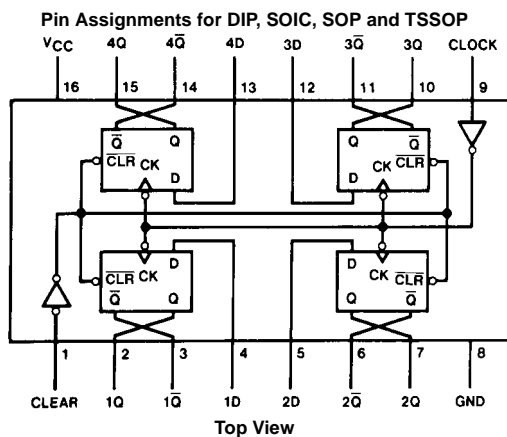 Pin Assignments for DIP, SOIC, SOP and TSSOP
VCC 4Q 4Q̅ 4D 3D 3Q̅ 3Q CLOCK
16 15 14 13 12 11 10 9
Q̅ Q Q Q̅
CLR̅ CLR̅
CK D D CK
CK D D CK
CLR̅ CLR̅
Q̅ Q Q Q̅
1 2 3 4 5 6 7 8
CLEAR 1Q 1Q̅ 1D 2D 2Q̅ 2Q GND
Top View